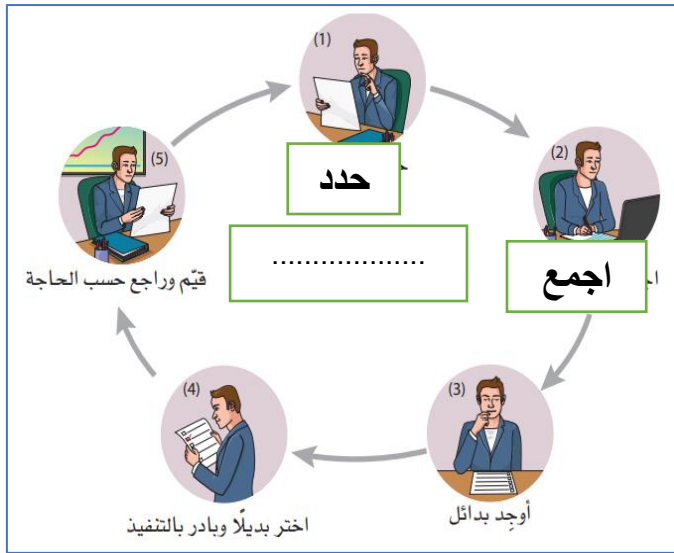 (1)
حدد
..................
(2)
اجمع
(3)
أوجِد بدائل
(4)
اختر بديلًا وبادر بالتنفيذ
(5)
قيّم وراجع حسب الحاجة